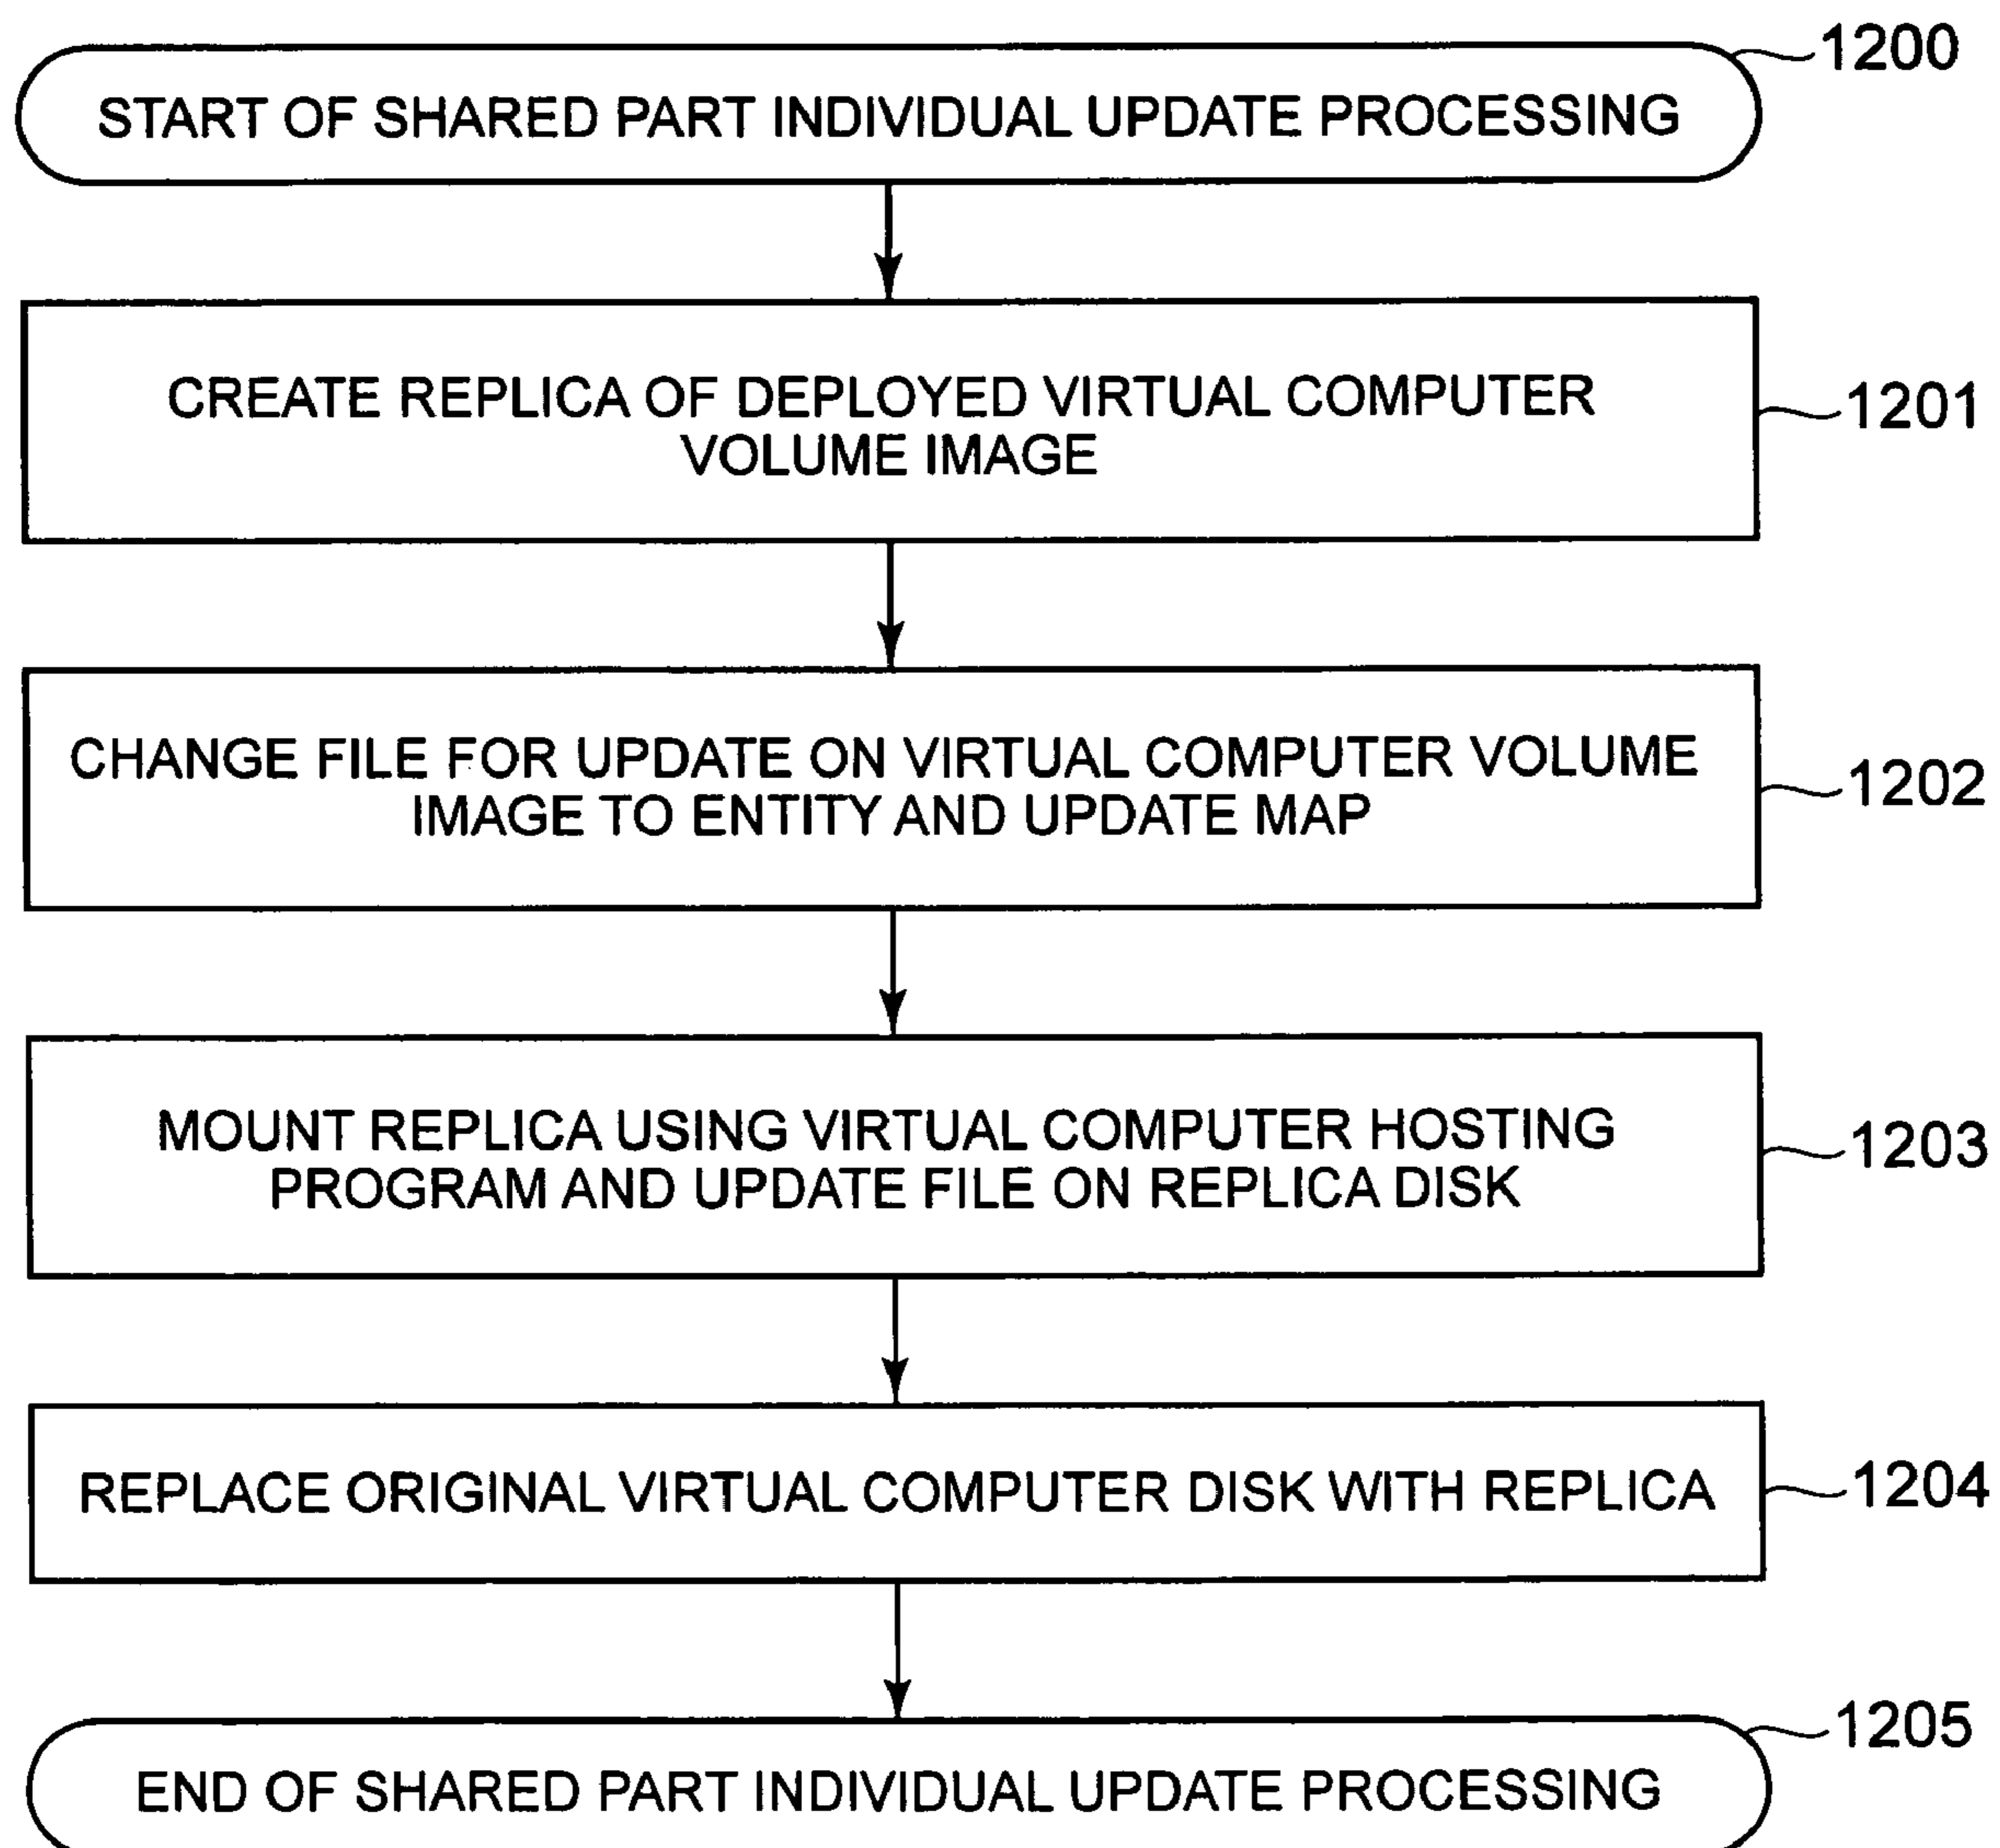 1200
START OF SHARED PART INDIVIDUAL UPDATE PROCESSING
CREATE REPLICA OF DEPLOYED VIRTUAL COMPUTER
VOLUME IMAGE
1201
CHANGE FILE FOR UPDATE ON VIRTUAL COMPUTER VOLUME
IMAGE TO ENTITY AND UPDATE MAP
1202
MOUNT REPLICA USING VIRTUAL COMPUTER HOSTING
PROGRAM AND UPDATE FILE ON REPLICA DISK
1203
REPLACE ORIGINAL VIRTUAL COMPUTER DISK WITH REPLICA
1204
1205
END OF SHARED PART INDIVIDUAL UPDATE PROCESSING